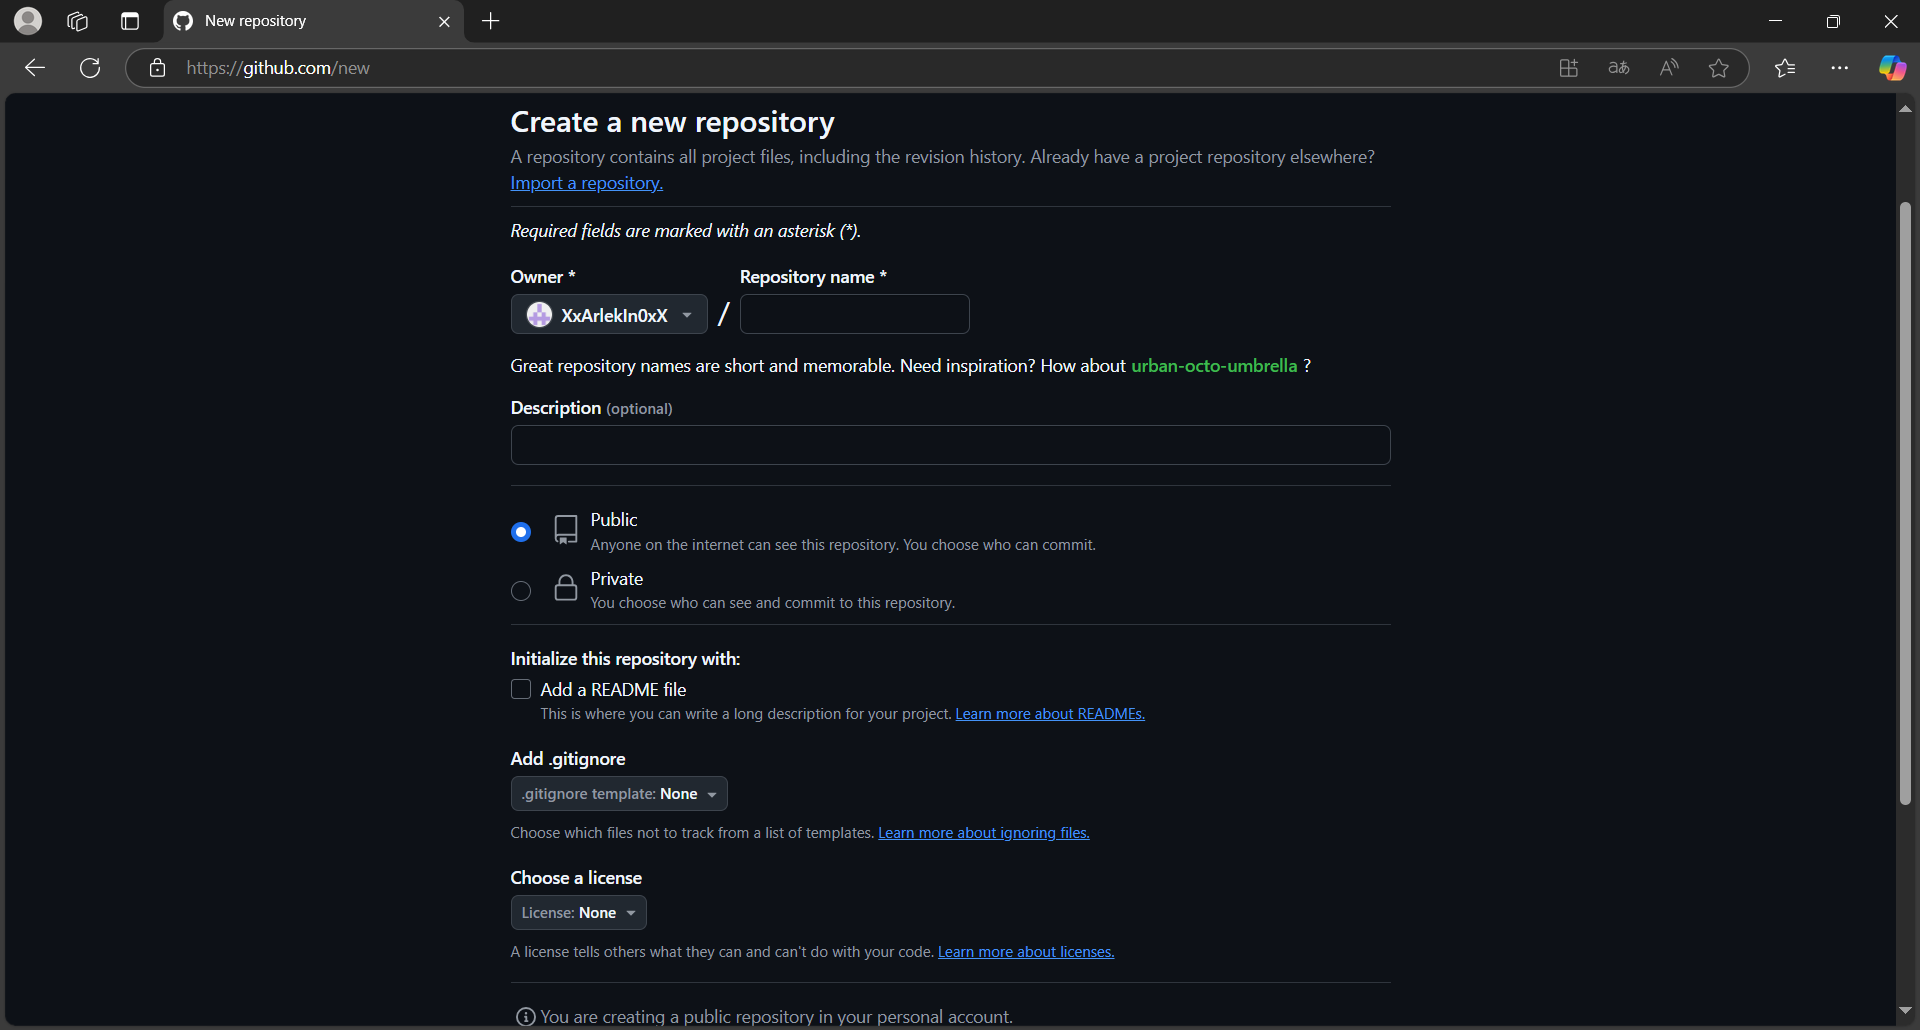 New repository
https://github.com/new
Create a new repository
A repository contains all project files, including the revision history. Already have a project repository elsewhere?
Import a repository.
Required fields are marked with an asterisk (*).
Owner *
Repository name *
XxArlekIn0xX
/
Great repository names are short and memorable. Need inspiration? How about urban-octo-umbrella ?
Description (optional)
Public
Anyone on the internet can see this repository. You choose who can commit.
Private
You choose who can see and commit to this repository.
Initialize this repository with:
Add a README file
This is where you can write a long description for your project. Learn more about READMEs.
Add .gitignore
.gitignore template: None
Choose which files not to track from a list of templates. Learn more about ignoring files.
Choose a license
License: None
A license tells others what they can and can't do with your code. Learn more about licenses.
You are creating a public repository in your personal account.